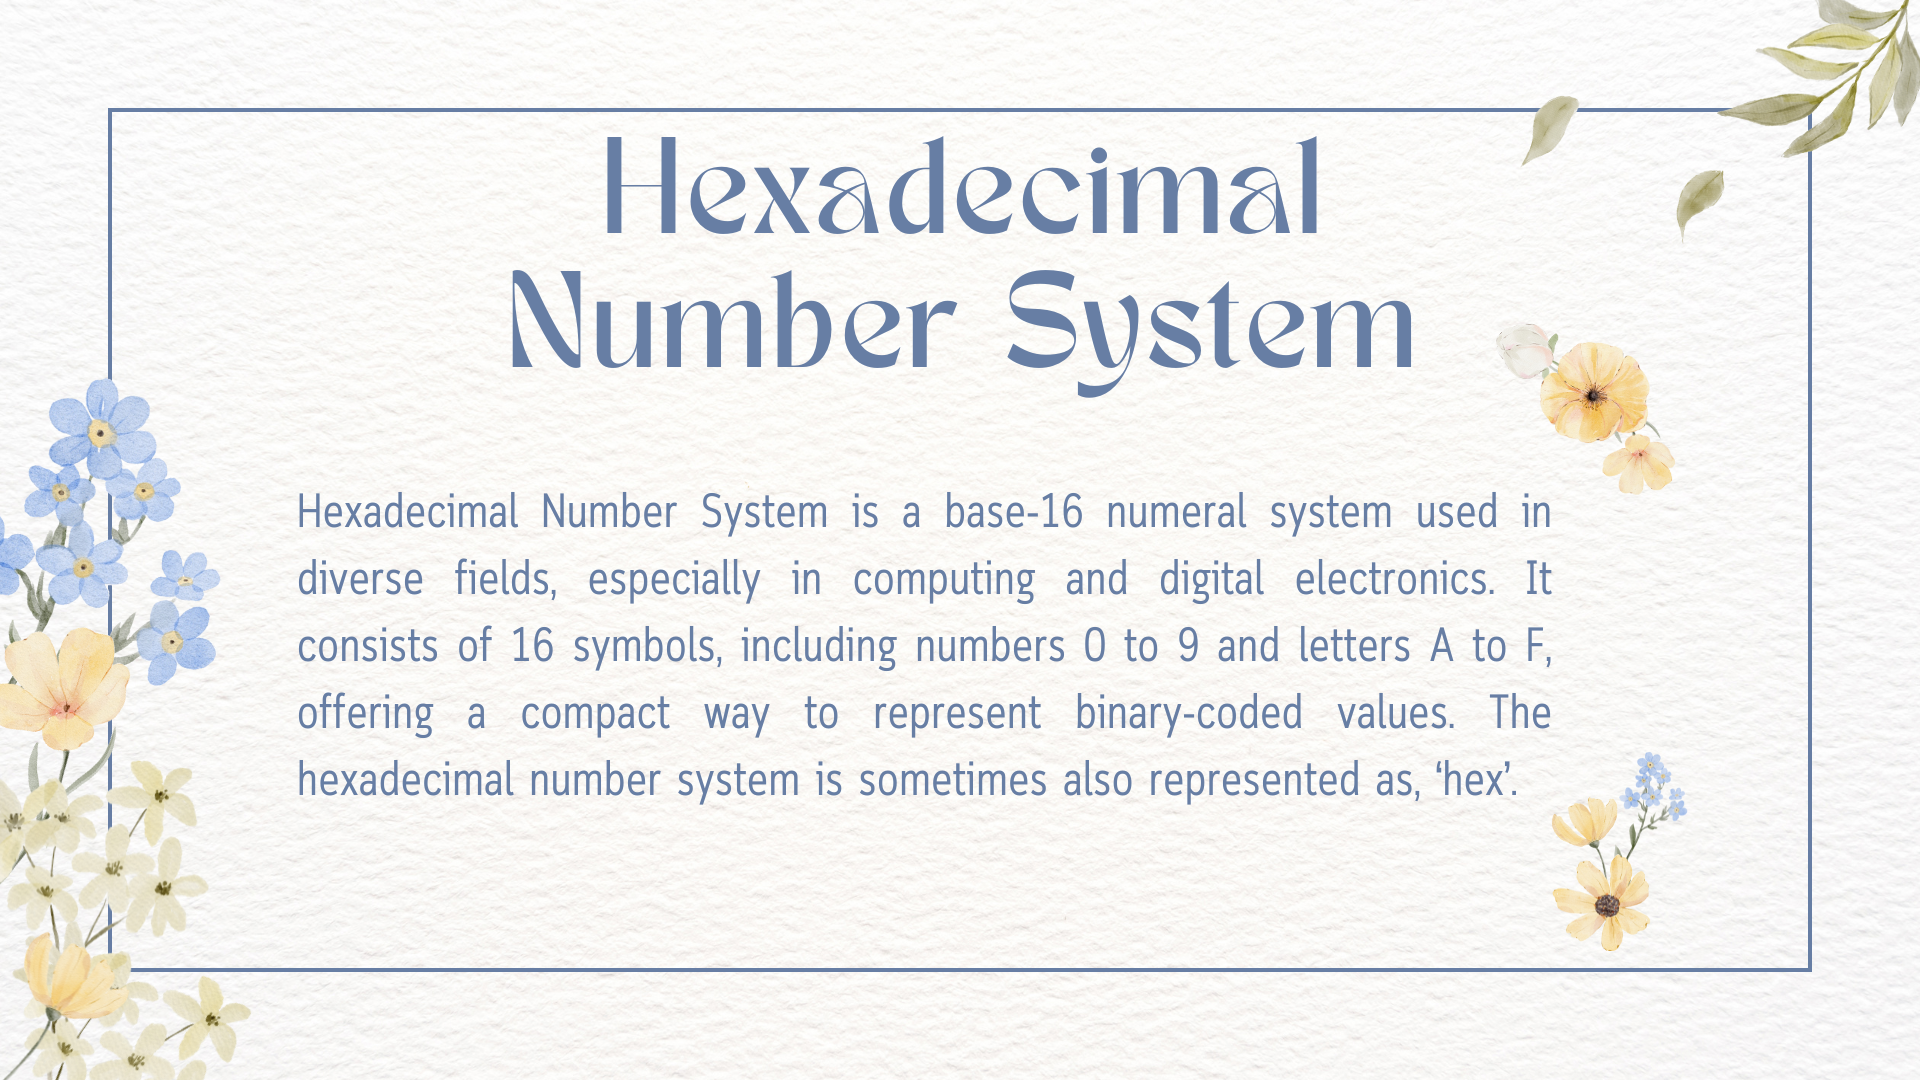 Hexadecimal
Number System
Hexadecimal Number System is a base-16 numeral system used in
diverse fields, especially in computing and digital electronics. It
consists of 16 symbols, including numbers 0 to 9 and letters A to F,
offering a compact way to represent binary-coded values. The
hexadecimal number system is sometimes also represented as, ‘hex’.